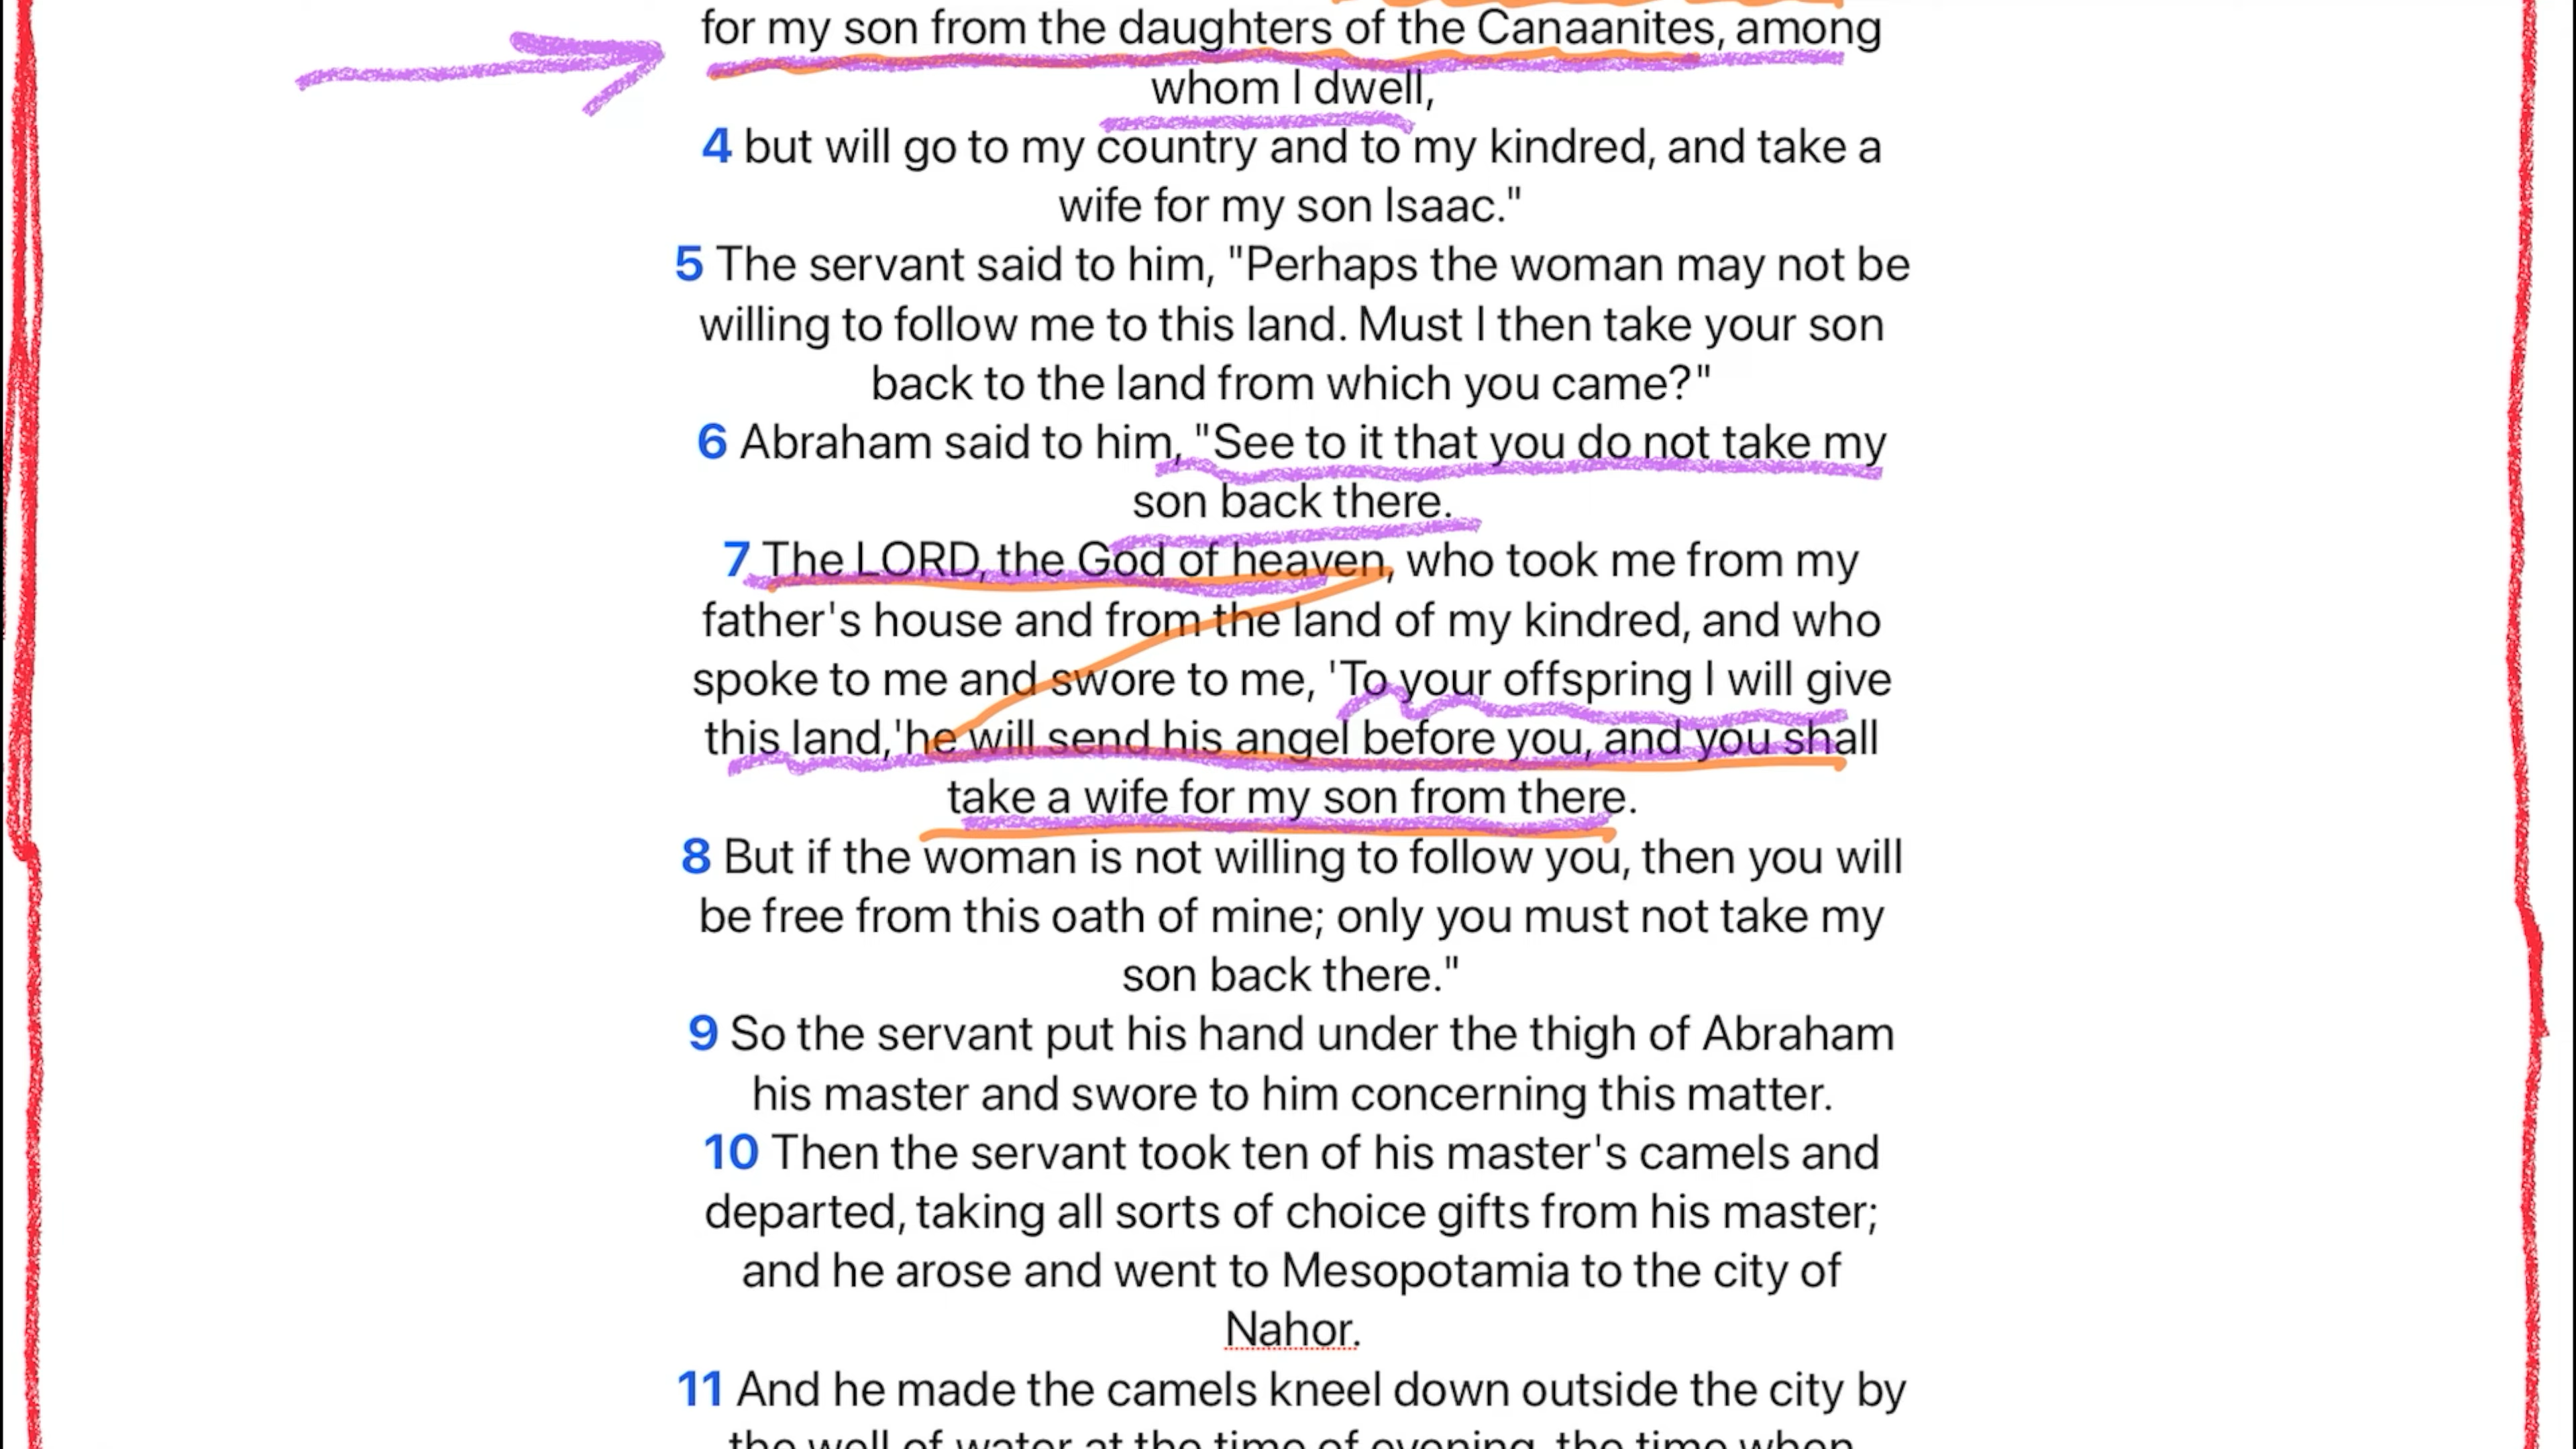 for my son from the daughters of the Canaanites, among
whom I dwell,
4 but will go to my country and to my kindred, and take a
wife for my son Isaac."
5 The servant said to him, "Perhaps the woman may not be
willing to follow me to this land. Must I then take your son
back to the land from which you came?"
6 Abraham said to him, "See to it that you do not take my
son back there.
7 The LORD, the God of heaven, who took me from my
father's house and from the land of my kindred, and who
spoke to me and swore to me, 'To your offspring I will give
this land,'he will send his angel before you, and you shall
take a wife for my son from there.
8 But if the woman is not willing to follow you, then you will
be free from this oath of mine; only you must not take my
son back there."
9 So the servant put his hand under the thigh of Abraham
his master and swore to him concerning this matter.
10 Then the servant took ten of his master's camels and
departed, taking all sorts of choice gifts from his master;
and he arose and went to Mesopotamia to the city of
Nahor.
11 And he made the camels kneel down outside the city by
the well of water at the time of evening, the time when